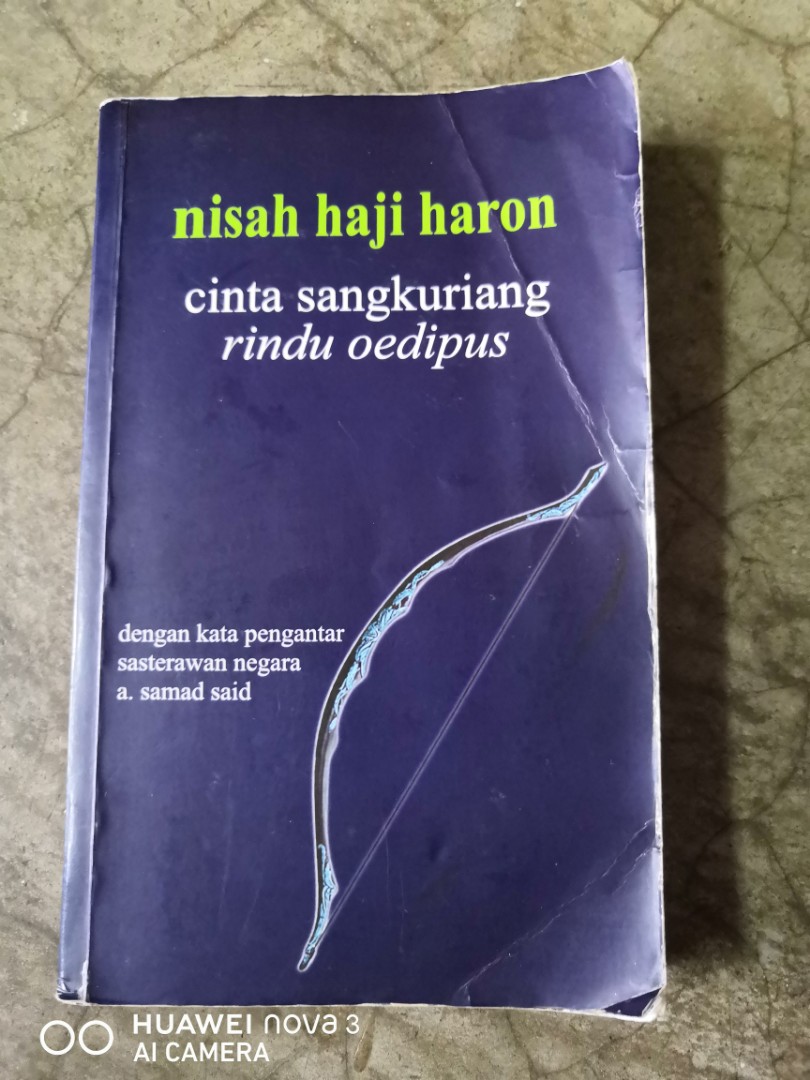 nisah haji haron
cinta sangkuriang
rindu oedipus
dengan kata pengantar
sasterawan negara
a. samad said
HUAWEI nova 3
AI CAMERA